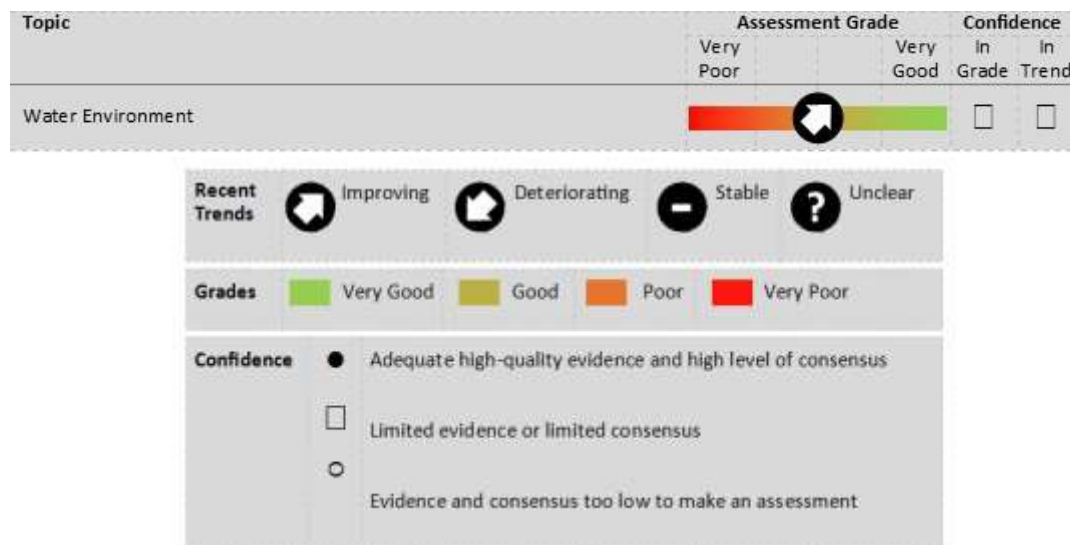 Topic Assessment Grade Confidence
Very Poor Very Good In Grade In Trend
Water Environment □ □
Recent Trends Improving Deteriorating - Stable ? Unclear
Grades Very Good Good Poor Very Poor
Confidence ● Adequate high-quality evidence and high level of consensus
□ Limited evidence or limited consensus
○ Evidence and consensus too low to make an assessment